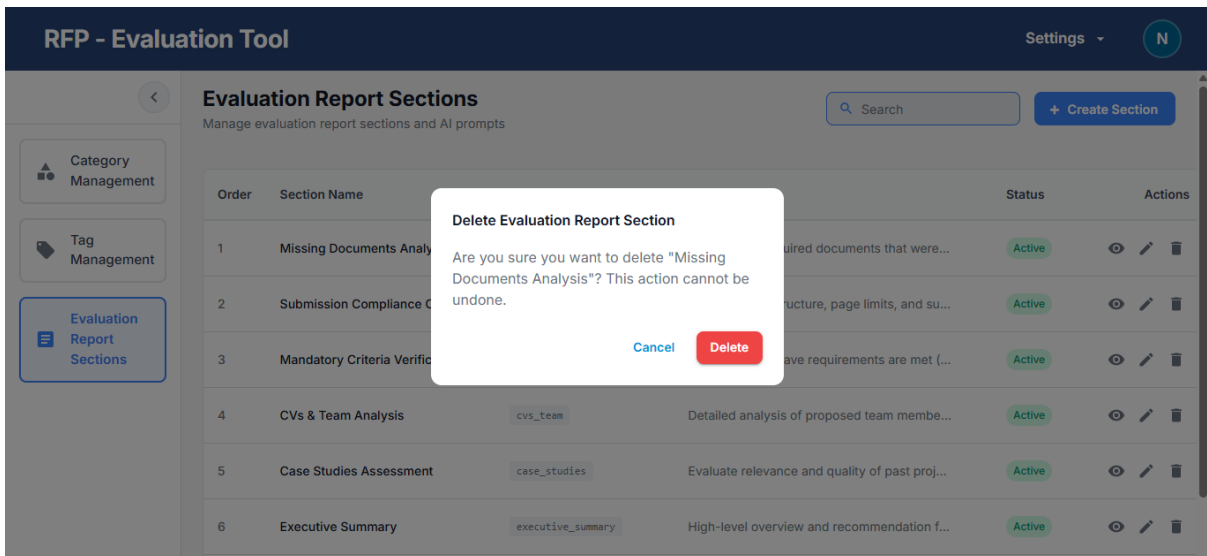 RFP - Evaluation Tool
Settings
N
Evaluation Report Sections
Manage evaluation report sections and AI prompts
Search
+ Create Section
Category
Management
Tag
Management
Evaluation
Report
Sections
Order Section Name Status Actions
1 Missing Documents Analy uired documents that were... Active
2 Submission Compliance C ructure, page limits, and su... Active
3 Mandatory Criteria Verific ave requirements are met (... Active
4 CVs & Team Analysis cvs_team Detailed analysis of proposed team membe... Active
5 Case Studies Assessment case_studies Evaluate relevance and quality of past proj... Active
6 Executive Summary executive_summary High-level overview and recommendation f... Active
Delete Evaluation Report Section
Are you sure you want to delete "Missing
Documents Analysis"? This action cannot be
undone.
Cancel Delete